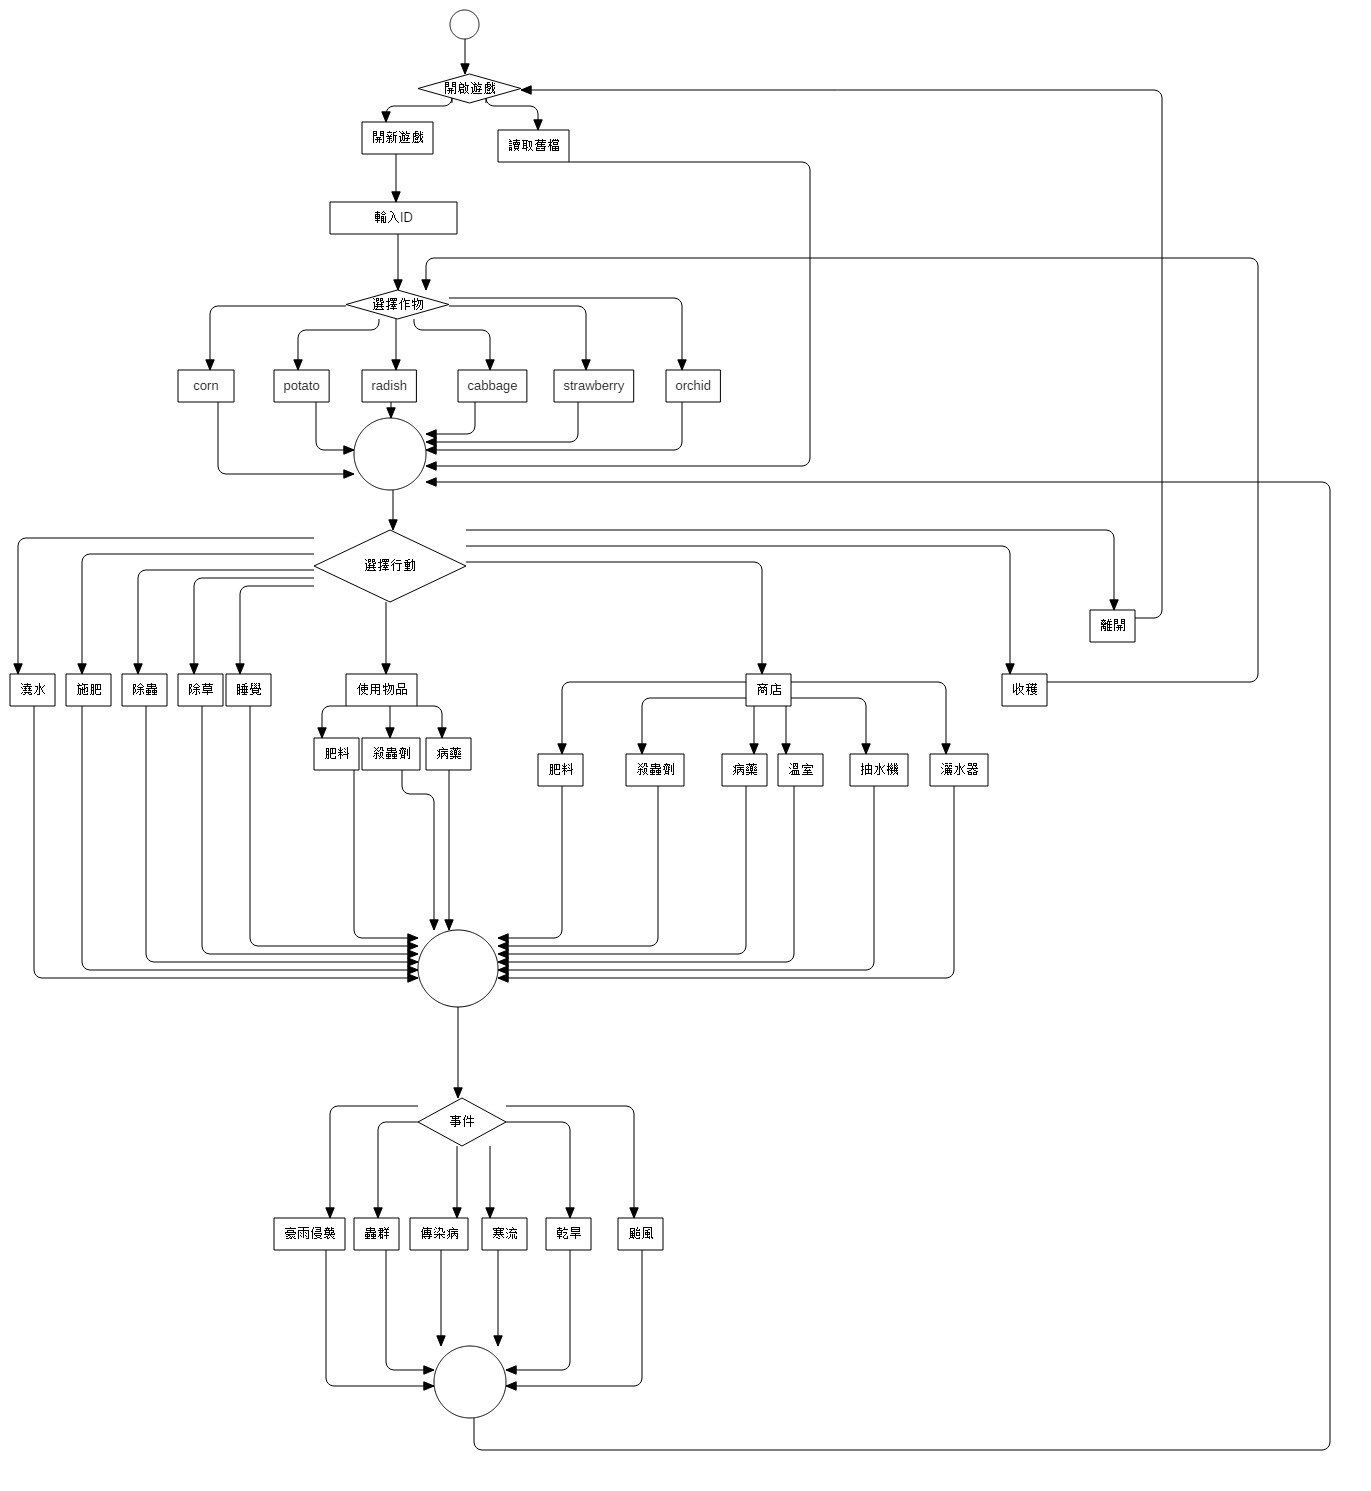 開啟遊戲
開新遊戲
讀取舊檔
輸入ID
選擇作物
corn
potato
radish
cabbage
strawberry
orchid
選擇行動
離開
澆水
施肥
除蟲
除草
睡覺
使用物品
商店
收穫
肥料
殺蟲劑
病藥
肥料
殺蟲劑
病藥
溫室
抽水機
灑水器
事件
豪雨侵襲
蟲群
傳染病
寒流
乾旱
颱風